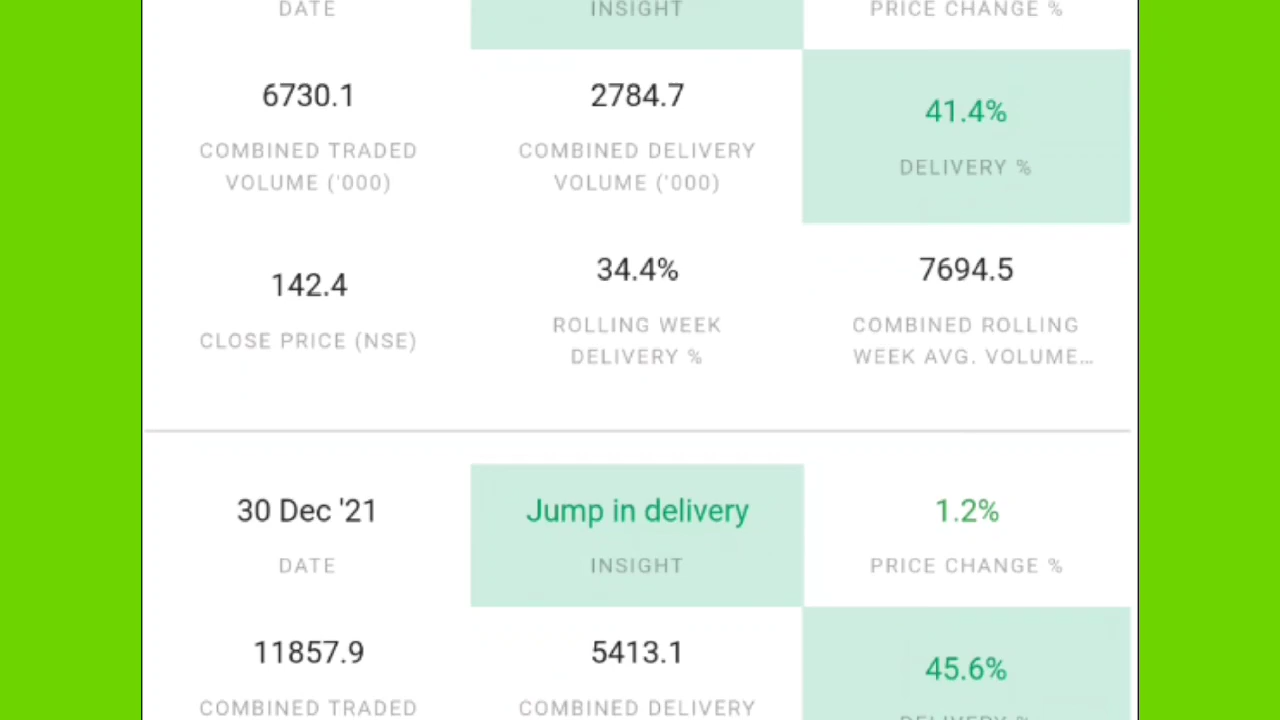 DATE INSIGHT PRICE CHANGE %
6730.1 2784.7 41.4%
COMBINED TRADED COMBINED DELIVERY DELIVERY %
VOLUME ('000) VOLUME ('000)
142.4 34.4% 7694.5
CLOSE PRICE (NSE) ROLLING WEEK COMBINED ROLLING
DELIVERY % WEEK AVG. VOLUME…
30 Dec '21 Jump in delivery 1.2%
DATE INSIGHT PRICE CHANGE %
11857.9 5413.1 45.6%
COMBINED TRADED COMBINED DELIVERY DELIVERY %